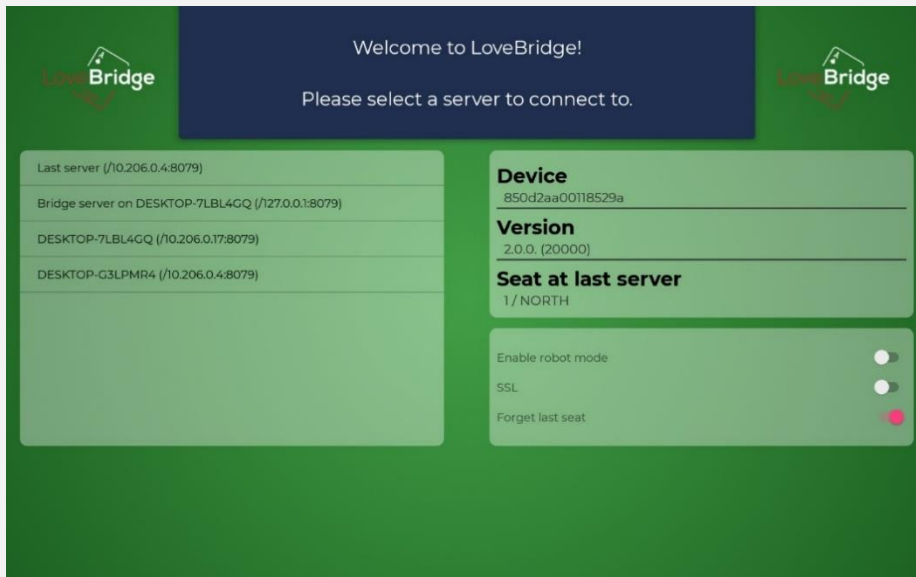 LoveBridge
Welcome to LoveBridge!
Please select a server to connect to.
LoveBridge
Last server (/10.206.0.4:8079)
Bridge server on DESKTOP-7LBL4GQ (/127.0.0.1:8079)
DESKTOP-7LBL4GQ (/10.206.0.17:8079)
DESKTOP-G3LPMR4 (/10.206.0.4:8079)
Device
850d2aa00118529a
Version
2.0.0. (20000)
Seat at last server
1 / NORTH
Enable robot mode
SSL
Forget last seat